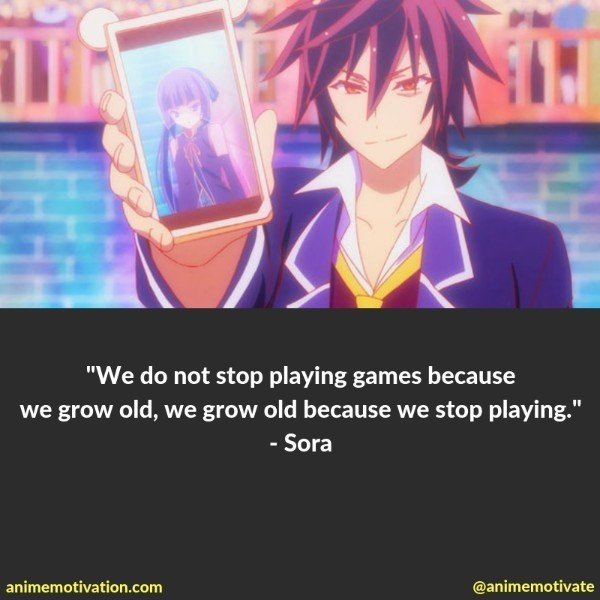 "We do not stop playing games because
we grow old, we grow old because we stop playing."
- Sora
animemotivation.com
@animemotivate